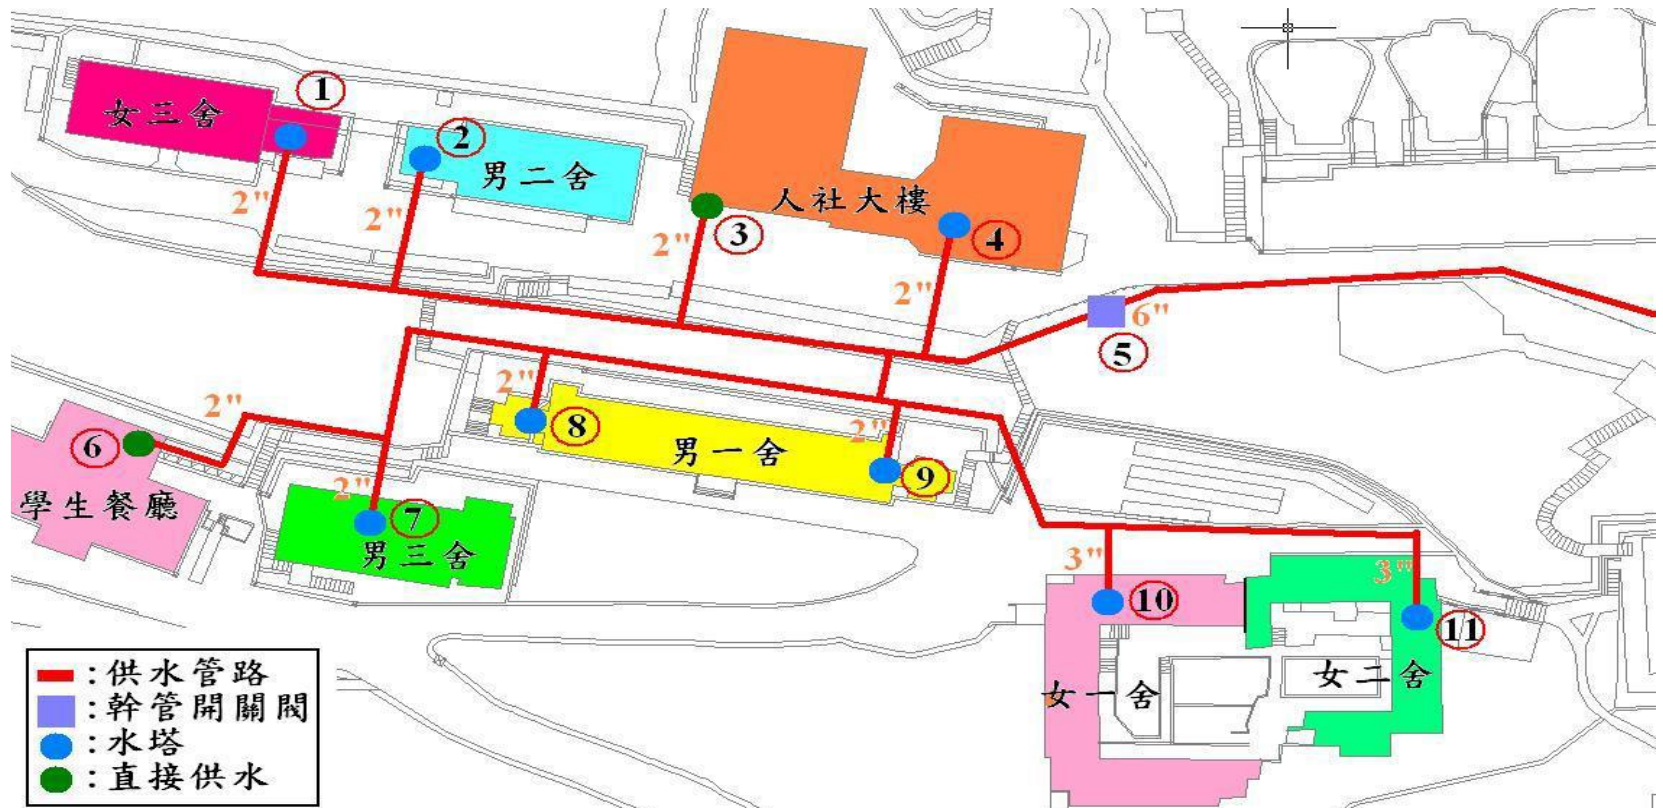 1
女三舍
2
男二舍
人社大樓
3
4
2"
2"
2"
2"
6"
5
2"
2"
8
2"
男一舍
9
6
學生餐廳
2"
7
男三舍
3"
10
3"
11
女一舍
女二舍
:供水管路
:幹管開關閥
:水塔
:直接供水